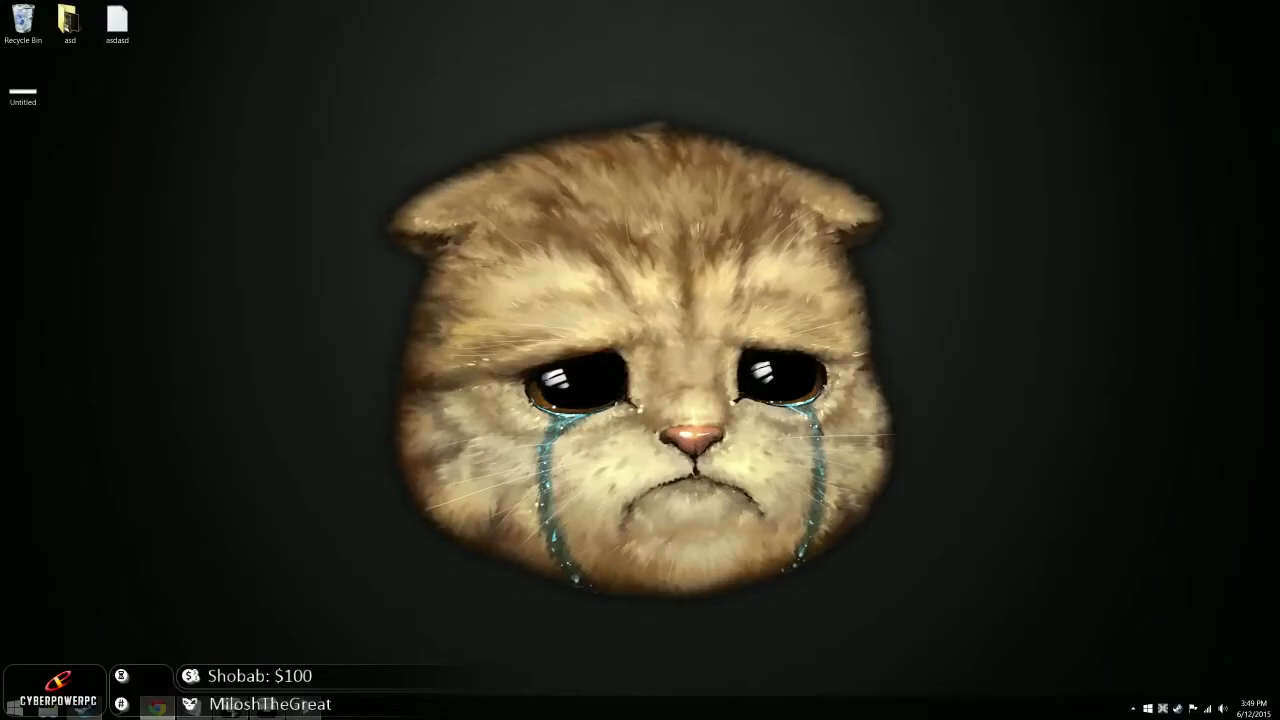 Recycle Bin
asd
asdasd
Untitled
Shobab: $100
CYBERPOWERPC
#
MiloshTheGreat
3:49 PM
6/12/2015